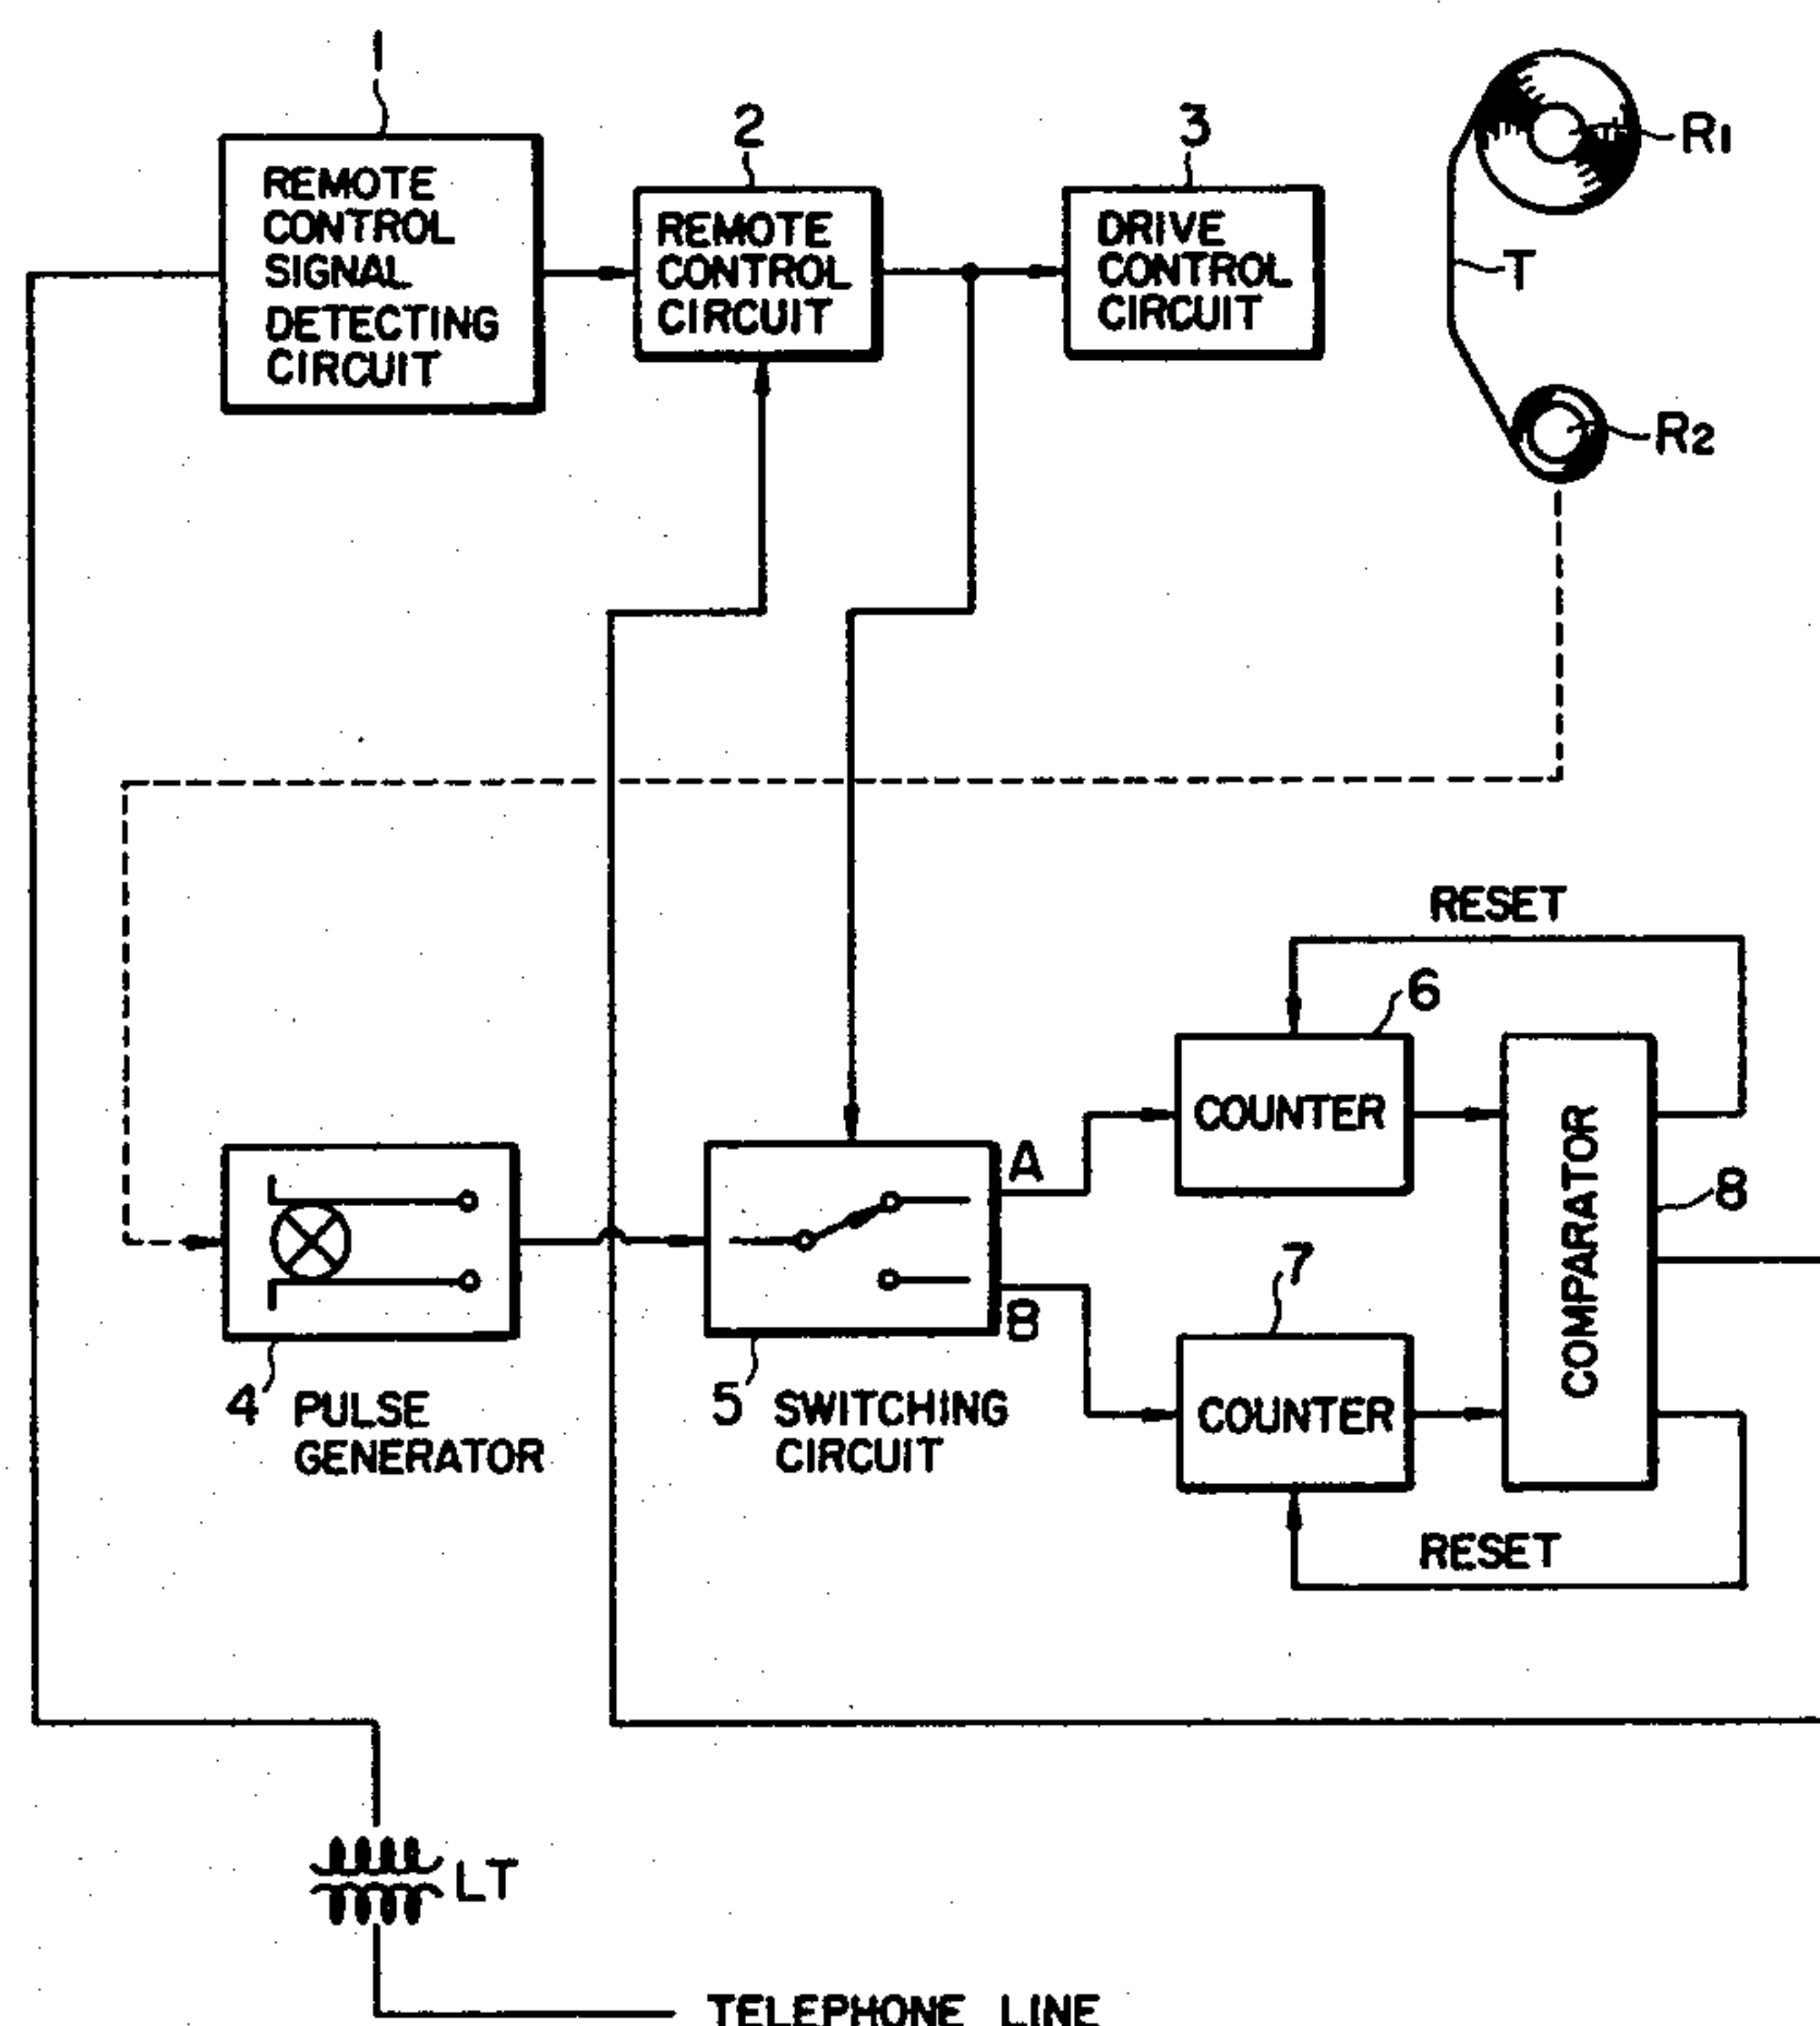 1
REMOTE
CONTROL
SIGNAL
DETECTING
CIRCUIT
2
REMOTE
CONTROL
CIRCUIT
3
DRIVE
CONTROL
CIRCUIT
R1
T
R2
RESET
6
COUNTER
A
B
7
COUNTER
COMPARATOR
8
4 PULSE
GENERATOR
5 SWITCHING
CIRCUIT
RESET
LT
TELEPHONE LINE